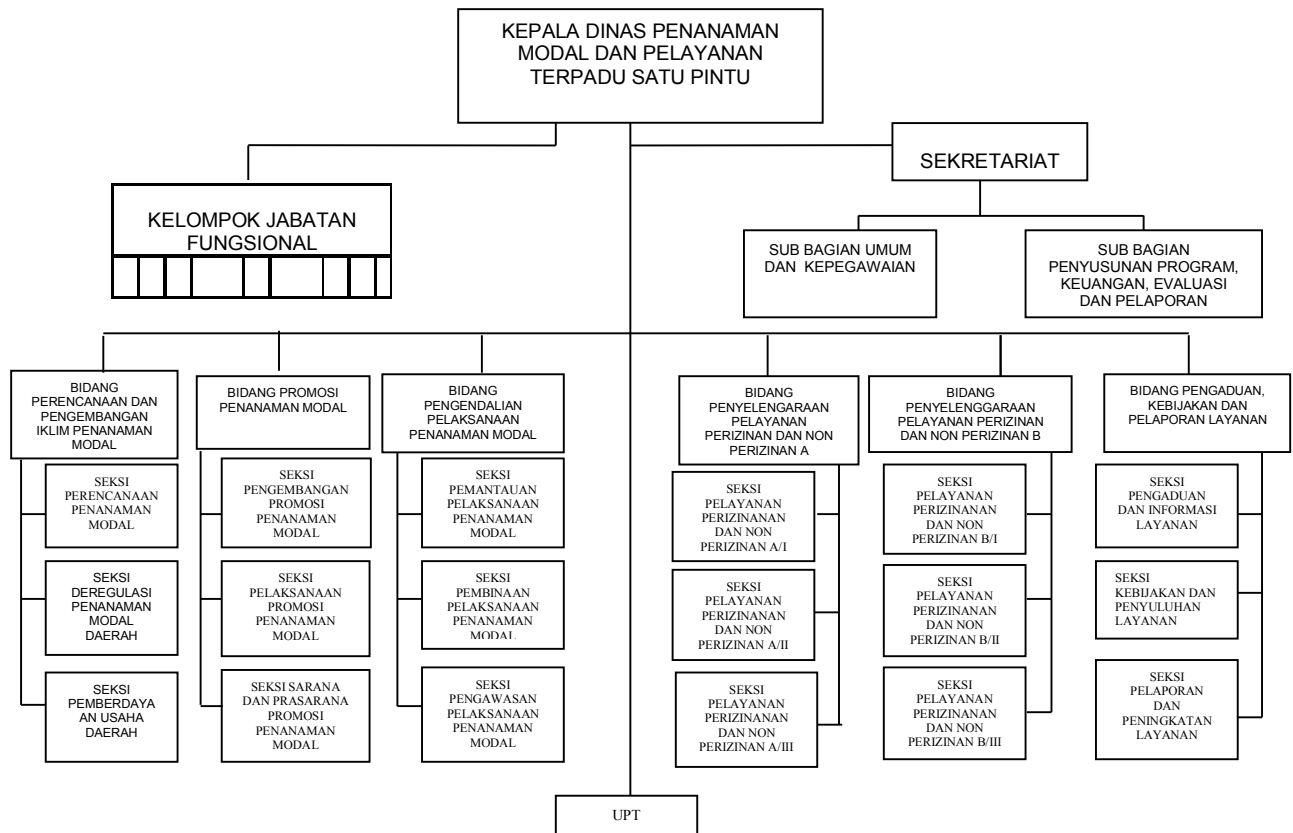 KEPALA DINAS PENANAMAN
MODAL DAN PELAYANAN
TERPADU SATU PINTU
SEKRETARIAT
KELOMPOK JABATAN
FUNGSIONAL
SUB BAGIAN UMUM
DAN KEPEGAWAIAN
SUB BAGIAN
PENYUSUNAN PROGRAM,
KEUANGAN, EVALUASI
DAN PELAPORAN
BIDANG
PERENCANAAN DAN
PENGEMBANGAN
IKLIM PENANAMAN
MODAL
BIDANG PROMOSI
PENANAMAN MODAL
BIDANG
PENGENDALIAN
PELAKSANAAN
PENANAMAN MODAL
BIDANG
PENYELENGARAAN
PELAYANAN
PERIZINAN DAN NON
PERIZINAN A
BIDANG
PENYELENGGARAAN
PELAYANAN PERIZINAN
DAN NON PERIZINAN B
BIDANG PENGADUAN,
KEBIJAKAN DAN
PELAPORAN LAYANAN
SEKSI
PERENCANAAN
PENANAMAN
MODAL
SEKSI
PENGEMBANGAN
PROMOSI
PENANAMAN
MODAL
SEKSI
PEMANTAUAN
PELAKSANAAN
PENANAMAN
MODAL
SEKSI
PELAYANAN
PERIZINANAN
DAN NON
PERIZINAN A/I
SEKSI
PELAYANAN
PERIZINANAN
DAN NON
PERIZINAN B/I
SEKSI
PENGADUAN
DAN INFORMASI
LAYANAN
SEKSI
DEREGULASI
PENANAMAN
MODAL
DAERAH
SEKSI
PELAKSANAAN
PROMOSI
PENANAMAN
MODAL
SEKSI
PEMBINAAN
PELAKSANAAN
PENANAMAN
MODAL
SEKSI
PELAYANAN
PERIZINANAN
DAN NON
PERIZINAN A/II
SEKSI
PELAYANAN
PERIZINANAN
DAN NON
PERIZINAN B/II
SEKSI
KEBIJAKAN DAN
PENYULUHAN
LAYANAN
SEKSI
PEMBERDAYA
AN USAHA
DAERAH
SEKSI SARANA
DAN PRASARANA
PROMOSI
PENANAMAN
MODAL
SEKSI
PENGAWASAN
PELAKSANAAN
PENANAMAN
MODAL
SEKSI
PELAYANAN
PERIZINANAN
DAN NON
PERIZINAN A/III
SEKSI
PELAYANAN
PERIZINANAN
DAN NON
PERIZINAN B/III
SEKSI
PELAPORAN
DAN
PENINGKATAN
LAYANAN
UPT